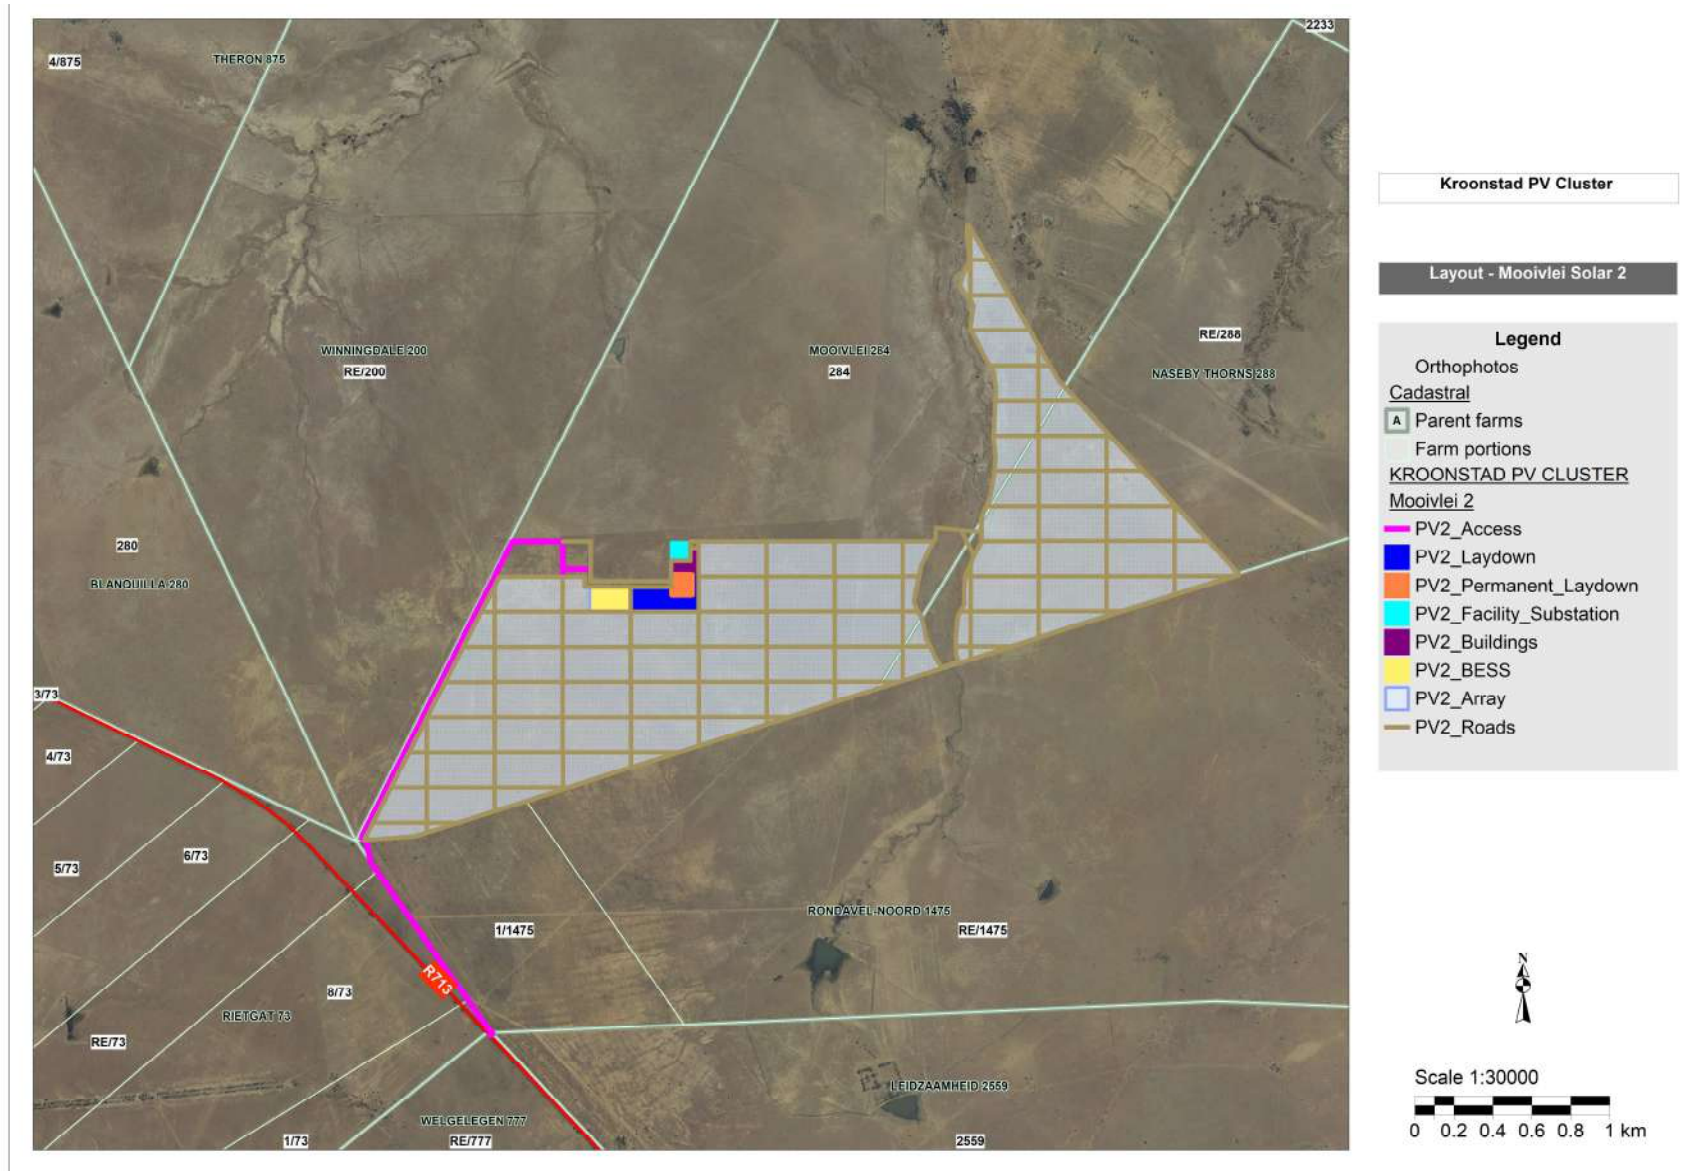 2233
4/875
THERON 875
Kroonstad PV Cluster
Layout - Mooivlei Solar 2
RE/288
WINNINGDALE 200
RE/200
MOOIVLEI 284
284
NASEBY THORNS 288
Legend
Orthophotos
Cadastral
A Parent farms
Farm portions
KROONSTAD PV CLUSTER
Mooivlei 2
PV2_Access
PV2_Laydown
PV2_Permanent_Laydown
PV2_Facility_Substation
PV2_Buildings
PV2_BESS
PV2_Array
PV2_Roads
280
BLANQUILLA 280
3/73
4/73
6/73
5/73
RONDAVEL-NOORD 1475
1/1475
RE/1475
R713
8/73
RIETGAT 73
RE/73
N
LEIDZAAMHEID 2559
WELGELEGEN 777
1/73
RE/777
2559
Scale 1:30000
0 0.2 0.4 0.6 0.8 1 km